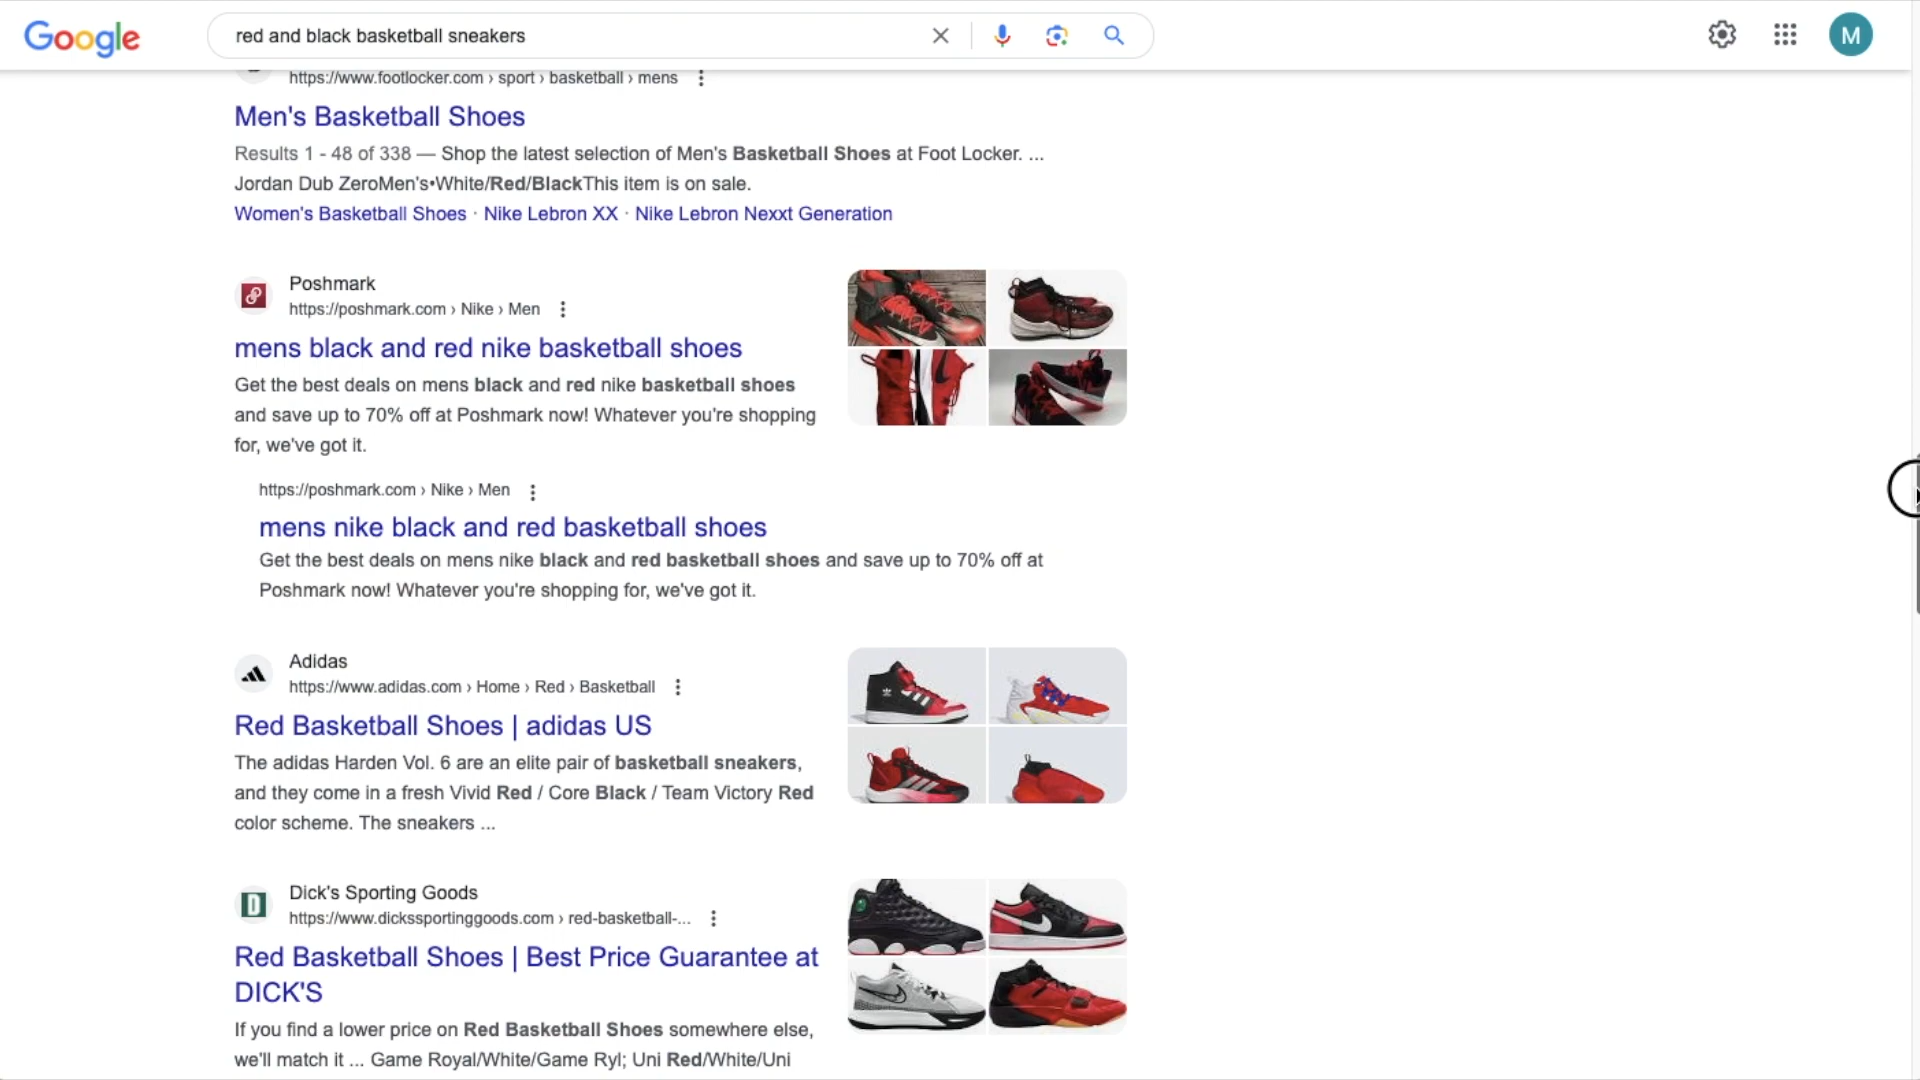 Google
red and black basketball sneakers
M
https://www.footlocker.com › sport › basketball › mens
Men's Basketball Shoes
Results 1 - 48 of 338 — Shop the latest selection of Men's Basketball Shoes at Foot Locker. ...
Jordan Dub ZeroMen's•White/Red/BlackThis item is on sale.
Women's Basketball Shoes · Nike Lebron XX · Nike Lebron Nexxt Generation
Poshmark
https://poshmark.com › Nike › Men
mens black and red nike basketball shoes
Get the best deals on mens black and red nike basketball shoes
and save up to 70% off at Poshmark now! Whatever you're shopping
for, we've got it.
https://poshmark.com › Nike › Men
mens nike black and red basketball shoes
Get the best deals on mens nike black and red basketball shoes and save up to 70% off at
Poshmark now! Whatever you're shopping for, we've got it.
Adidas
https://www.adidas.com › Home › Red › Basketball
Red Basketball Shoes | adidas US
The adidas Harden Vol. 6 are an elite pair of basketball sneakers,
and they come in a fresh Vivid Red / Core Black / Team Victory Red
color scheme. The sneakers ...
D
Dick's Sporting Goods
https://www.dickssportinggoods.com › red-basketball-...
Red Basketball Shoes | Best Price Guarantee at
DICK'S
If you find a lower price on Red Basketball Shoes somewhere else,
we'll match it ... Game Royal/White/Game Ryl; Uni Red/White/Uni